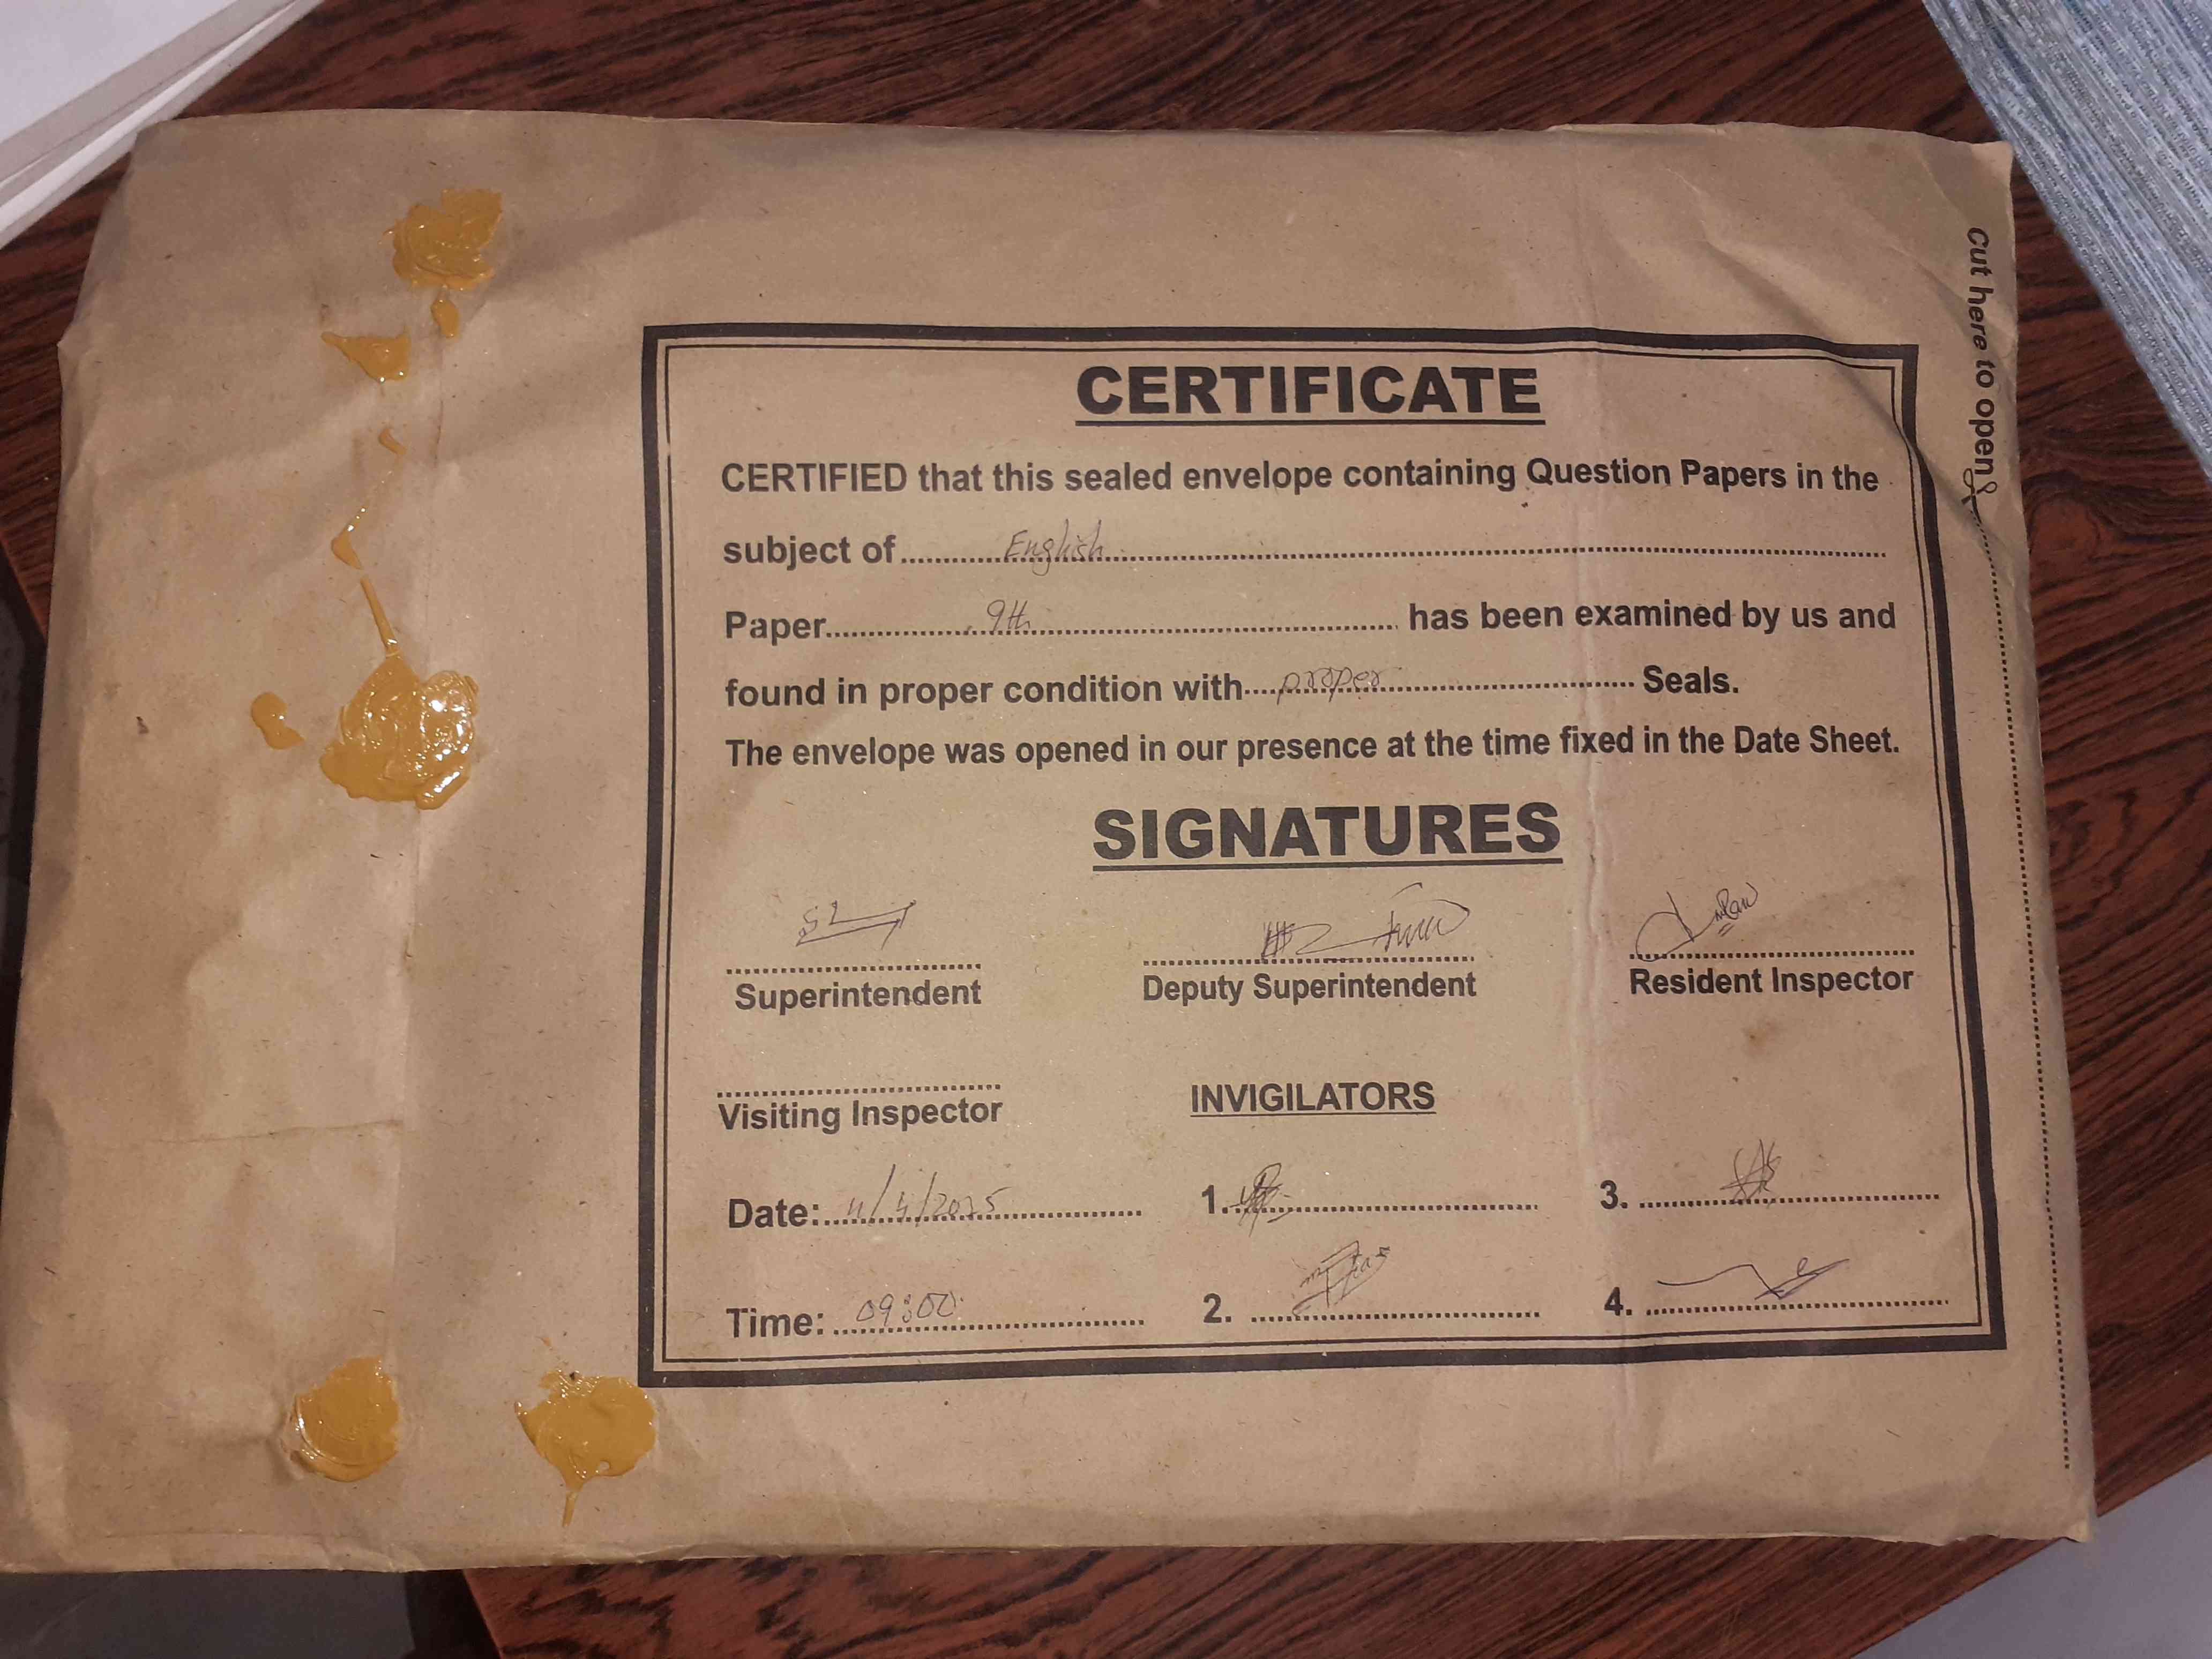 Cut here to open
CERTIFICATE
CERTIFIED that this sealed envelope containing Question Papers in the
subject of.......English.......
Paper.......9th....... has been examined by us and
found in proper condition with.......proper....... Seals.
The envelope was opened in our presence at the time fixed in the Date Sheet.
SIGNATURES
Superintendent Deputy Superintendent Resident Inspector
Visiting Inspector INVIGILATORS
Date: /4/2025 1. 3.
Time: 09:00 2. 4.